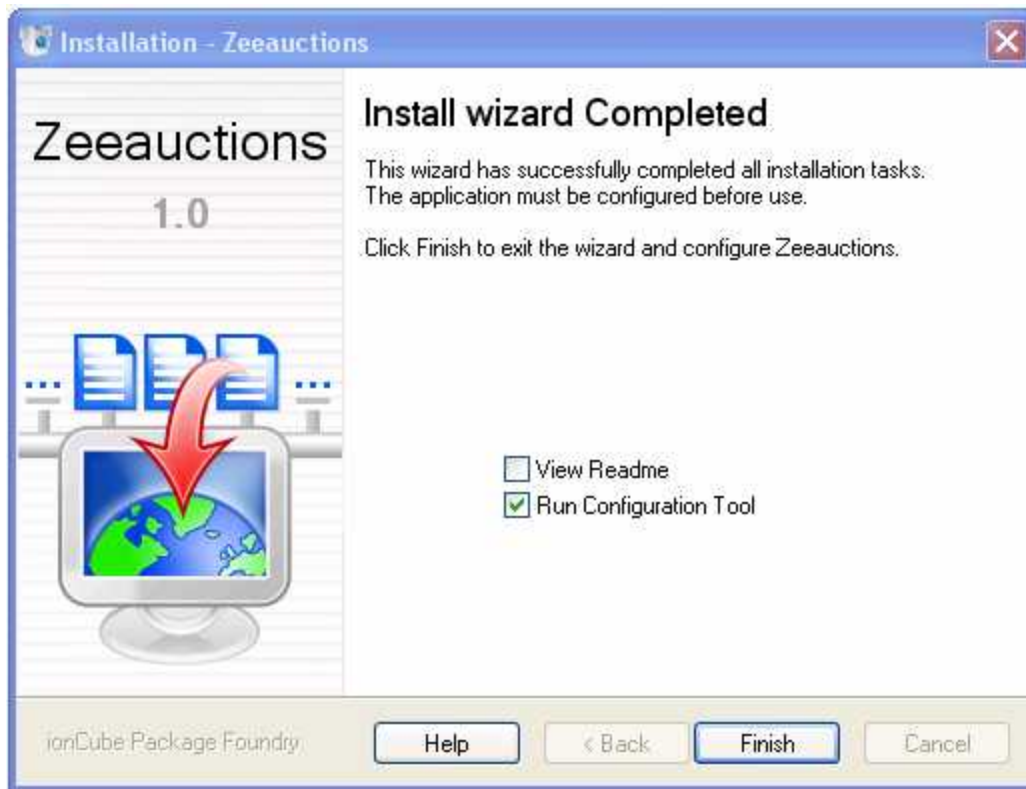 Installation - Zeeauctions
Zeeauctions
1.0
Install wizard Completed
This wizard has successfully completed all installation tasks.
The application must be configured before use.
Click Finish to exit the wizard and configure Zeeauctions.
View Readme
Run Configuration Tool
ionCube Package Foundry
Help
< Back
Finish
Cancel